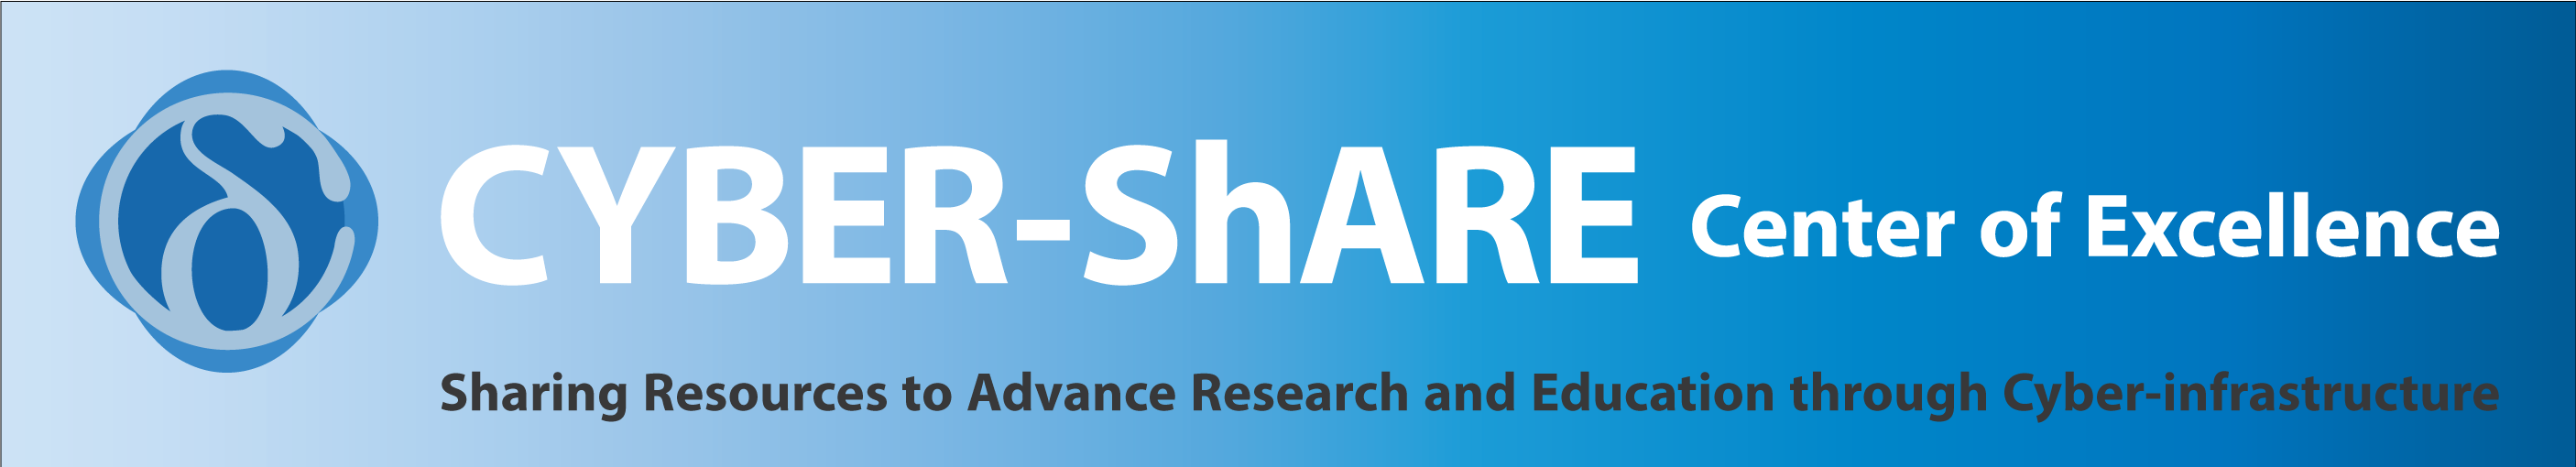 CYBER-ShARE Center of Excellence
Sharing Resources to Advance Research and Education through Cyber-infrastructure